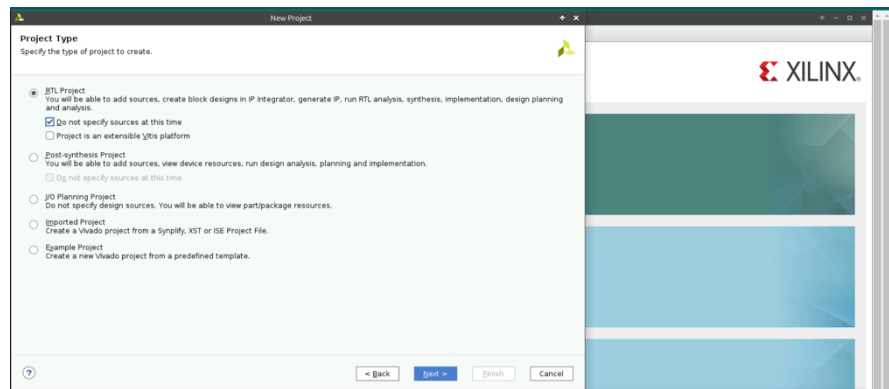 New Project
Project Type
Specify the type of project to create.
XILINX.
RTL Project
You will be able to add sources, create block designs in IP Integrator, generate IP, run RTL analysis, synthesis, implementation, design planning
and analysis.
Do not specify sources at this time
Project is an extensible Vitis platform
Post-synthesis Project
You will be able to add sources, view device resources, run design analysis, planning and implementation.
Do not specify sources at this time
I/O Planning Project
Do not specify design sources. You will be able to view part/package resources.
Imported Project
Create a Vivado project from a Synplify, XST or ISE Project File.
Example Project
Create a new Vivado project from a predefined template.
?
< Back
Next >
Finish
Cancel